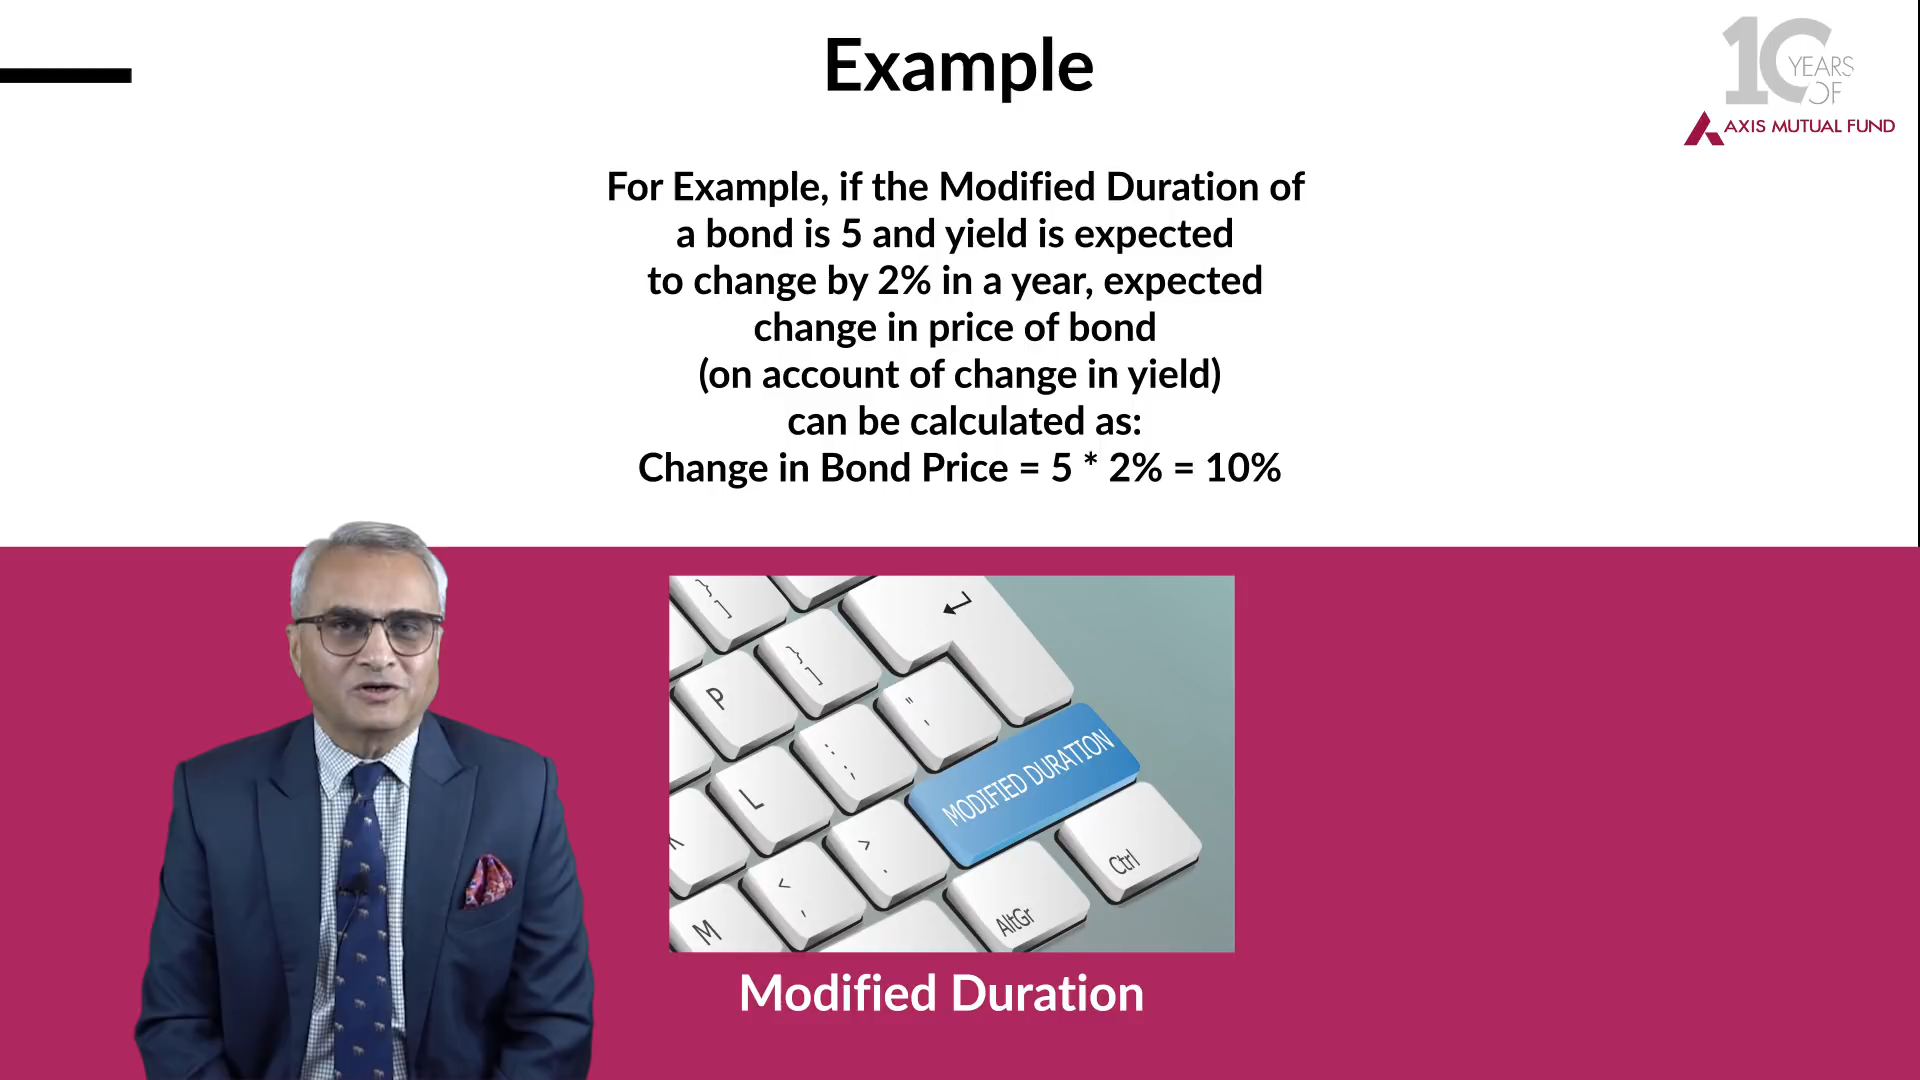 Example
10 YEARS OF
AXIS MUTUAL FUND
For Example, if the Modified Duration of
a bond is 5 and yield is expected
to change by 2% in a year, expected
change in price of bond
(on account of change in yield)
can be calculated as:
Change in Bond Price = 5 * 2% = 10%
} ]
} ]
P
" '
: ;
L
MODIFIED DURATION
K
> .
< ,
Ctrl
M
AltGr
Modified Duration